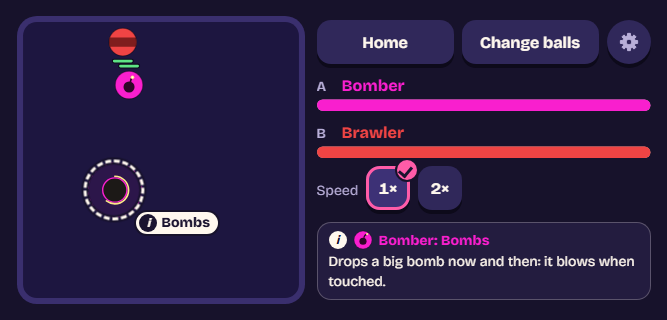 Bombs
Home
Change balls
A Bomber
B Brawler
Speed 1× 2×
Bomber: Bombs
Drops a big bomb now and then: it blows when
touched.